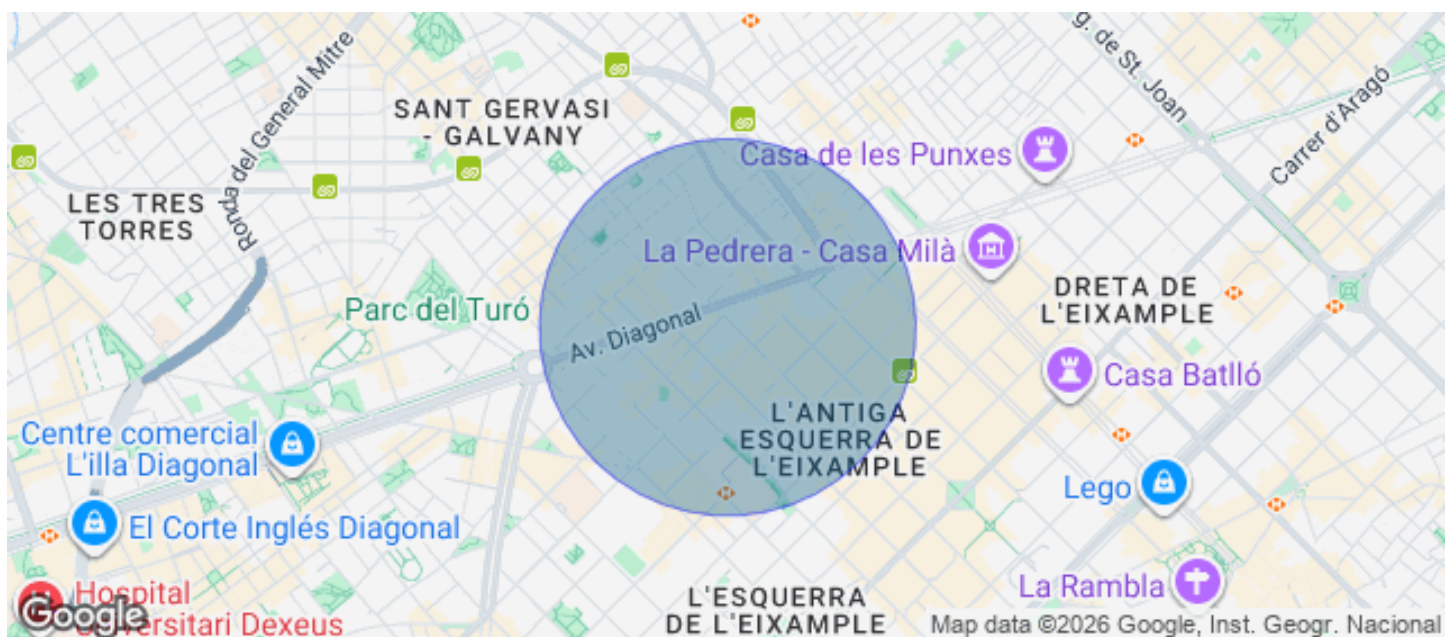 g. de St. Joan
Carrer d'Aragó
Ronda del General Mitre
SANT GERVASI
- GALVANY
Casa de les Punxes
LES TRES
TORRES
La Pedrera - Casa Milà
DRETA DE
L'EIXAMPLE
Parc del Turó
Av. Diagonal
Casa Batlló
L'ANTIGA
ESQUERRA DE
L'EIXAMPLE
Centre comercial
L'illa Diagonal
Lego
El Corte Inglés Diagonal
La Rambla
Hospital
Universitari Dexeus
L'ESQUERRA
DE L'EIXAMPLE
Google
Map data ©2026 Google, Inst. Geogr. Nacional